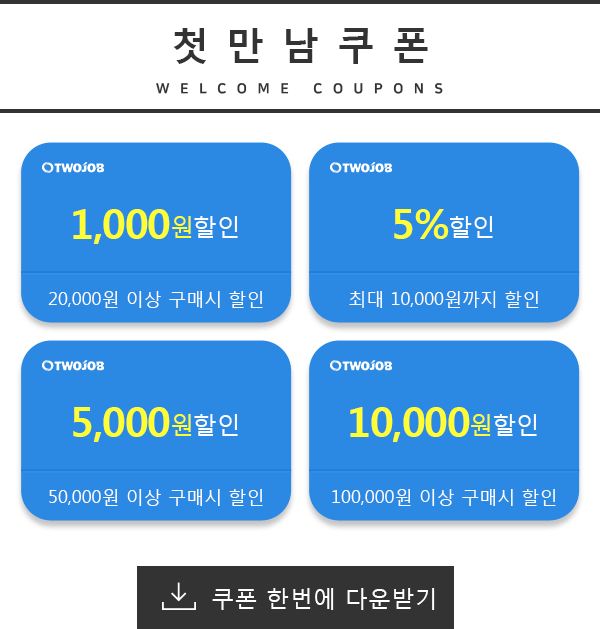 첫만남쿠폰
WELCOME COUPONS
TWOJOB
1,000원할인
20,000원 이상 구매시 할인
TWOJOB
5%할인
최대 10,000원까지 할인
TWOJOB
5,000원할인
50,000원 이상 구매시 할인
TWOJOB
10,000원할인
100,000원 이상 구매시 할인
쿠폰 한번에 다운받기